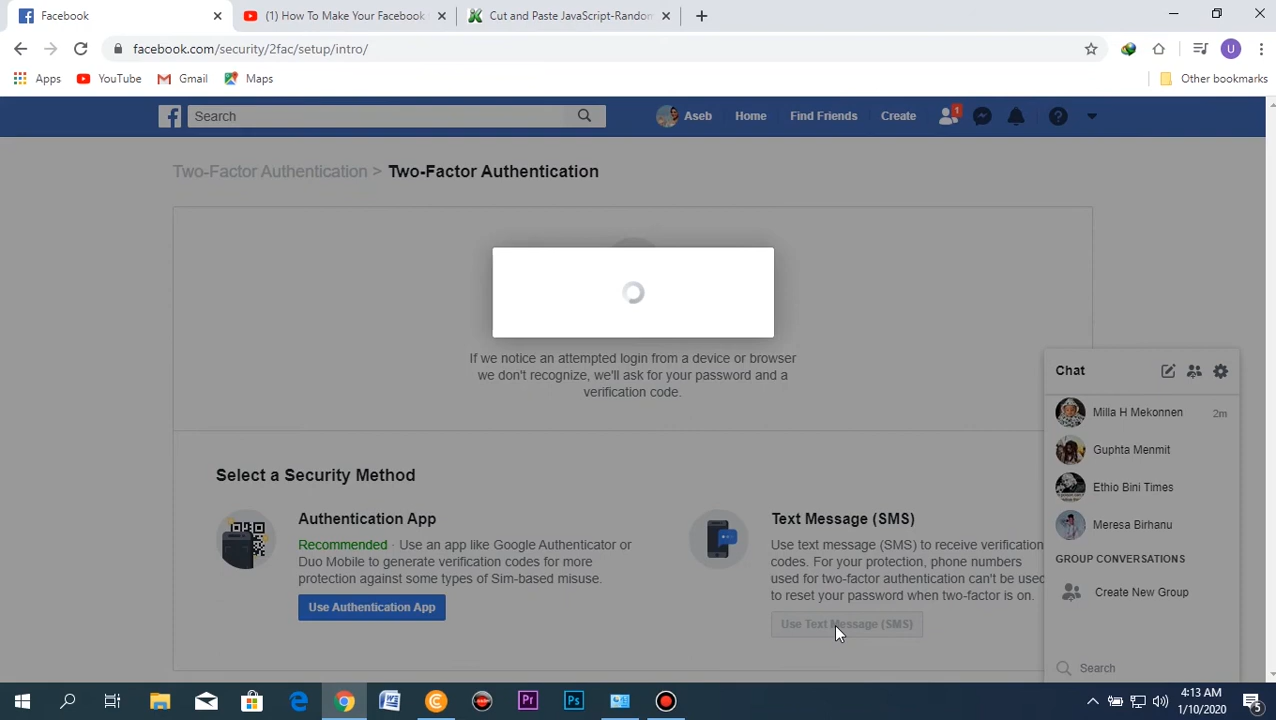 Facebook
(1) How To Make Your Facebook
Cut and Paste JavaScript-Random
facebook.com/security/2fac/setup/intro/
U
Apps
YouTube
Gmail
Maps
Other bookmarks
Search
Aseb
Home
Find Friends
Create
1
Two-Factor Authentication > Two-Factor Authentication
If we notice an attempted login from a device or browser
we don't recognize, we'll ask for your password and a
verification code.
Select a Security Method
Authentication App
Recommended · Use an app like Google Authenticator or
Duo Mobile to generate verification codes for more
protection against some types of Sim-based misuse.
Use Authentication App
Text Message (SMS)
Use text message (SMS) to receive verification
codes. For your protection, phone numbers
used for two-factor authentication can't be used
to reset your password when two-factor is on.
Use Text Message (SMS)
Chat
Milla H Mekonnen
2m
Guphta Menmit
Ethio Bini Times
Meresa Birhanu
GROUP CONVERSATIONS
Create New Group
Search
4:13 AM
1/10/2020
5